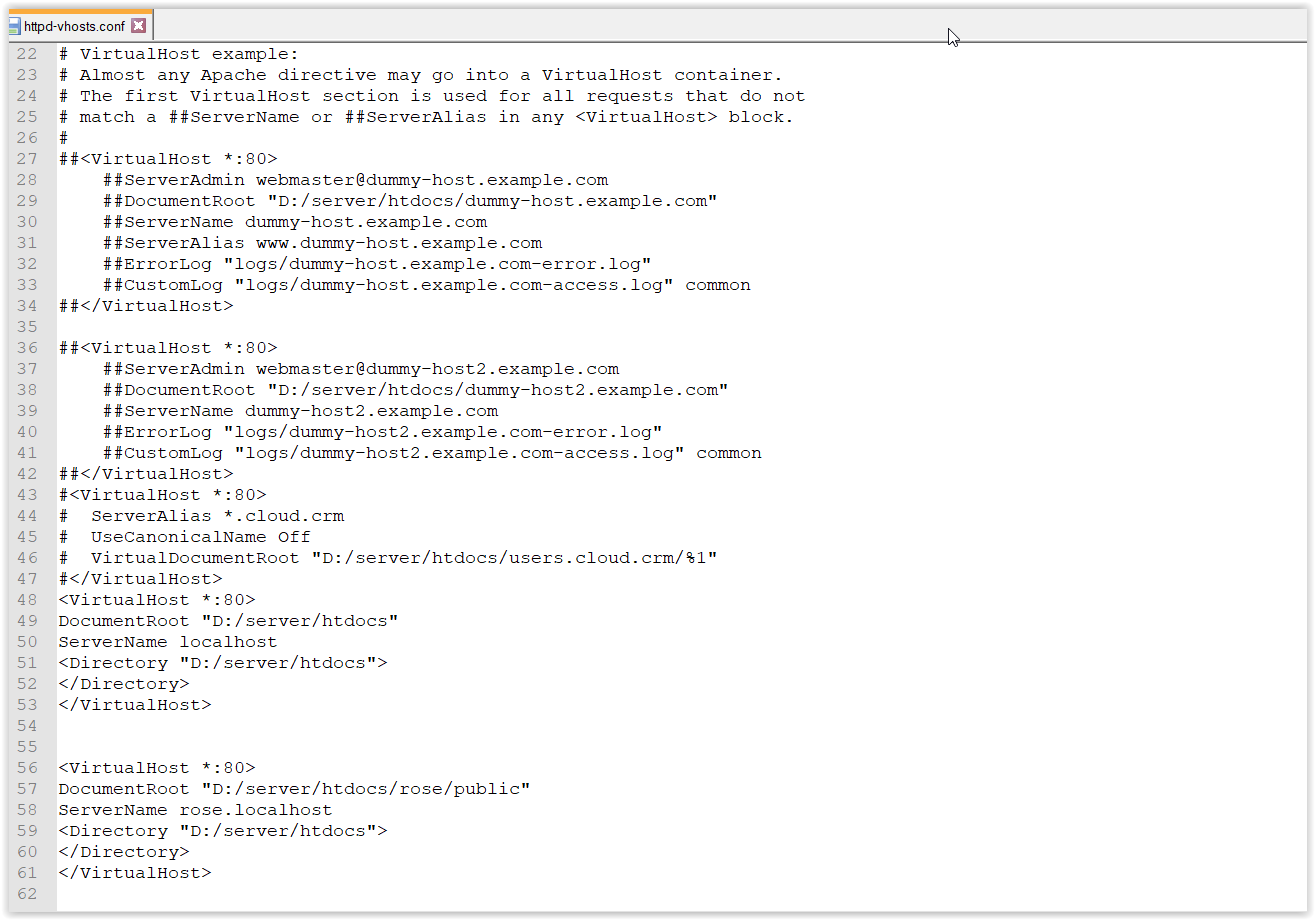 httpd-vhosts.conf
22 # VirtualHost example:
23 # Almost any Apache directive may go into a VirtualHost container.
24 # The first VirtualHost section is used for all requests that do not
25 # match a ##ServerName or ##ServerAlias in any <VirtualHost> block.
26 #
27 ##<VirtualHost *:80>
28     ##ServerAdmin webmaster@dummy-host.example.com
29     ##DocumentRoot "D:/server/htdocs/dummy-host.example.com"
30     ##ServerName dummy-host.example.com
31     ##ServerAlias www.dummy-host.example.com
32     ##ErrorLog "logs/dummy-host.example.com-error.log"
33     ##CustomLog "logs/dummy-host.example.com-access.log" common
34 ##</VirtualHost>
35
36 ##<VirtualHost *:80>
37     ##ServerAdmin webmaster@dummy-host2.example.com
38     ##DocumentRoot "D:/server/htdocs/dummy-host2.example.com"
39     ##ServerName dummy-host2.example.com
40     ##ErrorLog "logs/dummy-host2.example.com-error.log"
41     ##CustomLog "logs/dummy-host2.example.com-access.log" common
42 ##</VirtualHost>
43 #<VirtualHost *:80>
44 #  ServerAlias *.cloud.crm
45 #  UseCanonicalName Off
46 #  VirtualDocumentRoot "D:/server/htdocs/users.cloud.crm/%1"
47 #</VirtualHost>
48 <VirtualHost *:80>
49 DocumentRoot "D:/server/htdocs"
50 ServerName localhost
51 <Directory "D:/server/htdocs">
52 </Directory>
53 </VirtualHost>
54
55
56 <VirtualHost *:80>
57 DocumentRoot "D:/server/htdocs/rose/public"
58 ServerName rose.localhost
59 <Directory "D:/server/htdocs">
60 </Directory>
61 </VirtualHost>
62